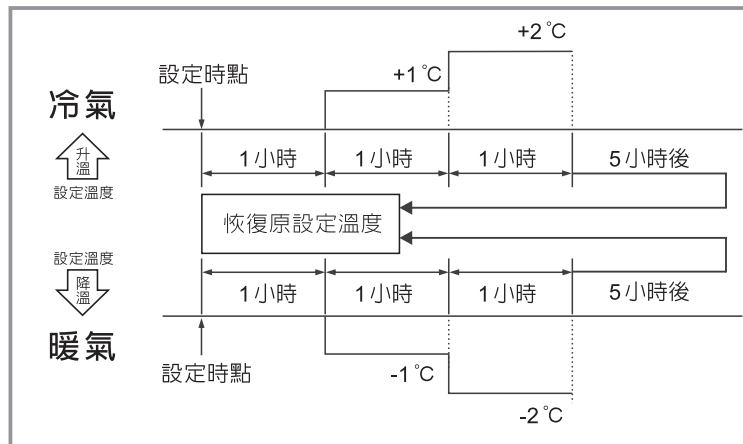 +2°C
+1°C
設定時點
冷氣
升溫
設定溫度
1小時
1小時
1小時
5小時後
恢復原設定溫度
設定溫度
降溫
暖氣
1小時
1小時
1小時
5小時後
設定時點
-1°C
-2°C